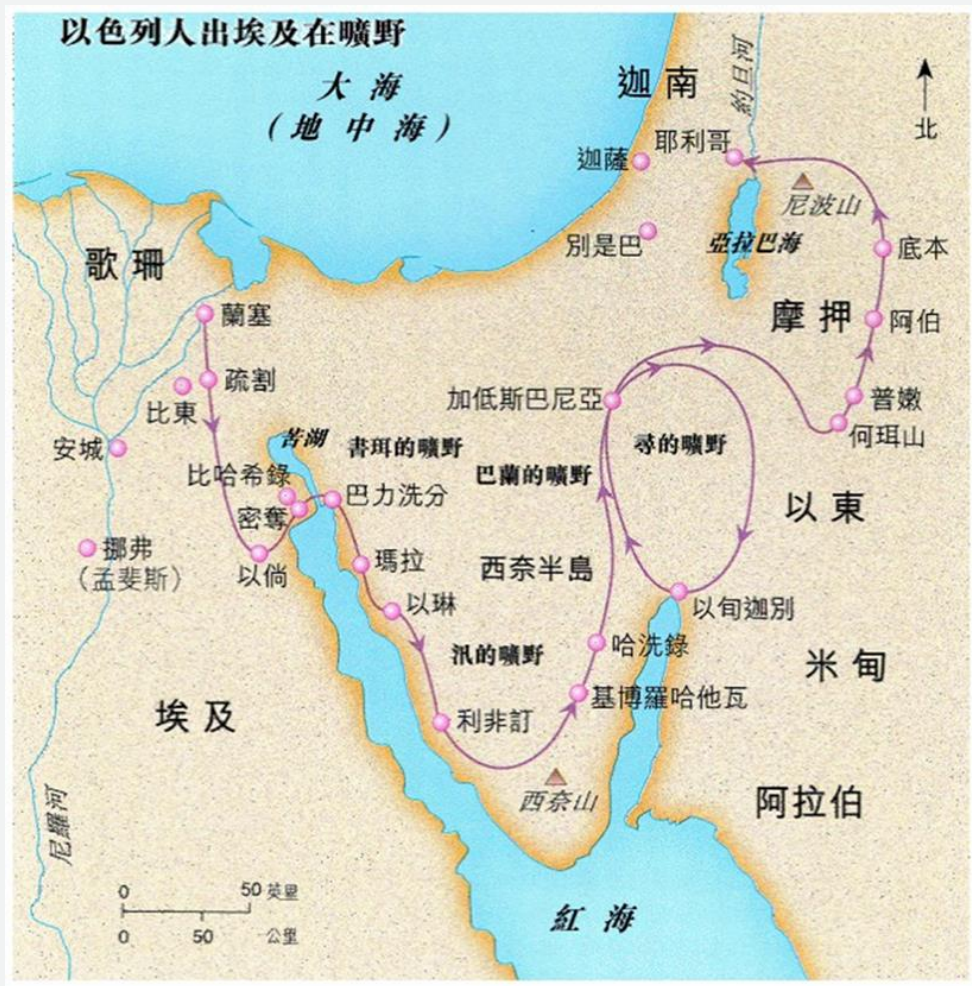 以色列人出埃及在曠野
大海
（地中海）
迦南
約旦河
北
耶利哥
迦薩
尼波山
別是巴
亞拉巴海
底本
歌珊
蘭塞
摩押
阿伯
疏割
比東
加低斯巴尼亞
普嫩
何珥山
安城
苦湖
書珥的曠野
尋的曠野
巴蘭的曠野
比哈希錄
巴力洗分
密奪
以東
挪弗
（孟斐斯）
以倘
瑪拉
西奈半島
以琳
以旬迦別
汛的曠野
哈洗錄
米甸
基博羅哈他瓦
埃及
利非訂
西奈山
阿拉伯
尼羅河
0 50 英里
0 50 公里
紅海